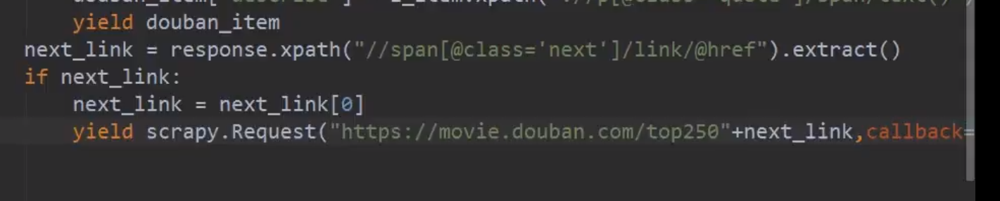 yield douban_item
next_link = response.xpath("//span[@class='next']/link/@href").extract()
if next_link:
next_link = next_link[0]
yield scrapy.Request("https://movie.douban.com/top250"+next_link,callback=